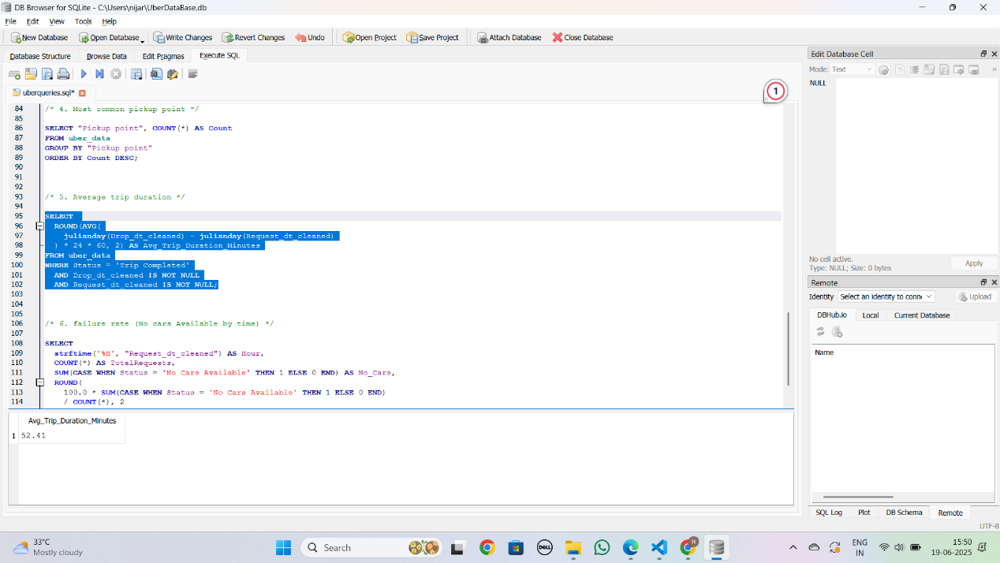 DB Browser for SQLite - C:\Users\nijar\UberDataBase.db
File Edit View Tools Help
New Database Open Database Write Changes Revert Changes Undo Open Project Save Project Attach Database Close Database
Database Structure Browse Data Edit Pragmas Execute SQL
uberqueries.sql*
1
84 /* 4. Most common pickup point */
85
86 SELECT "Pickup point", COUNT(*) AS Count
87 FROM uber_data
88 GROUP BY "Pickup point"
89 ORDER BY Count DESC;
90
91
92
93 /* 5. Average trip duration */
94
95 SELECT
96 ROUND(AVG(
97 julianday(Drop_dt_cleaned) - julianday(Request_dt_cleaned)
98 ) * 24 * 60, 2) AS Avg_Trip_Duration_Minutes
99 FROM uber_data
100 WHERE Status = 'Trip Completed'
101 AND Drop_dt_cleaned IS NOT NULL
102 AND Request_dt_cleaned IS NOT NULL;
103
104
105
106 /* 6. failure rate (No cars Available by time) */
107
108 SELECT
109 strftime('%H', "Request_dt_cleaned") AS Hour,
110 COUNT(*) AS TotalRequests,
111 SUM(CASE WHEN Status = 'No Cars Available' THEN 1 ELSE 0 END) AS No_Cars,
112 ROUND(
113 100.0 * SUM(CASE WHEN Status = 'No Cars Available' THEN 1 ELSE 0 END)
114 / COUNT(*), 2
Avg_Trip_Duration_Minutes
1 52.41
Edit Database Cell
Mode: Text
NULL
No cell active.
Type: NULL; Size: 0 bytes
Apply
Remote
Identity Select an identity to conne
Upload
DBHub.io Local Current Database
Name
SQL Log Plot DB Schema Remote
UTF-8
33°C
Mostly cloudy
Search
DELL
N
ENG
IN
15:50
19-06-2025